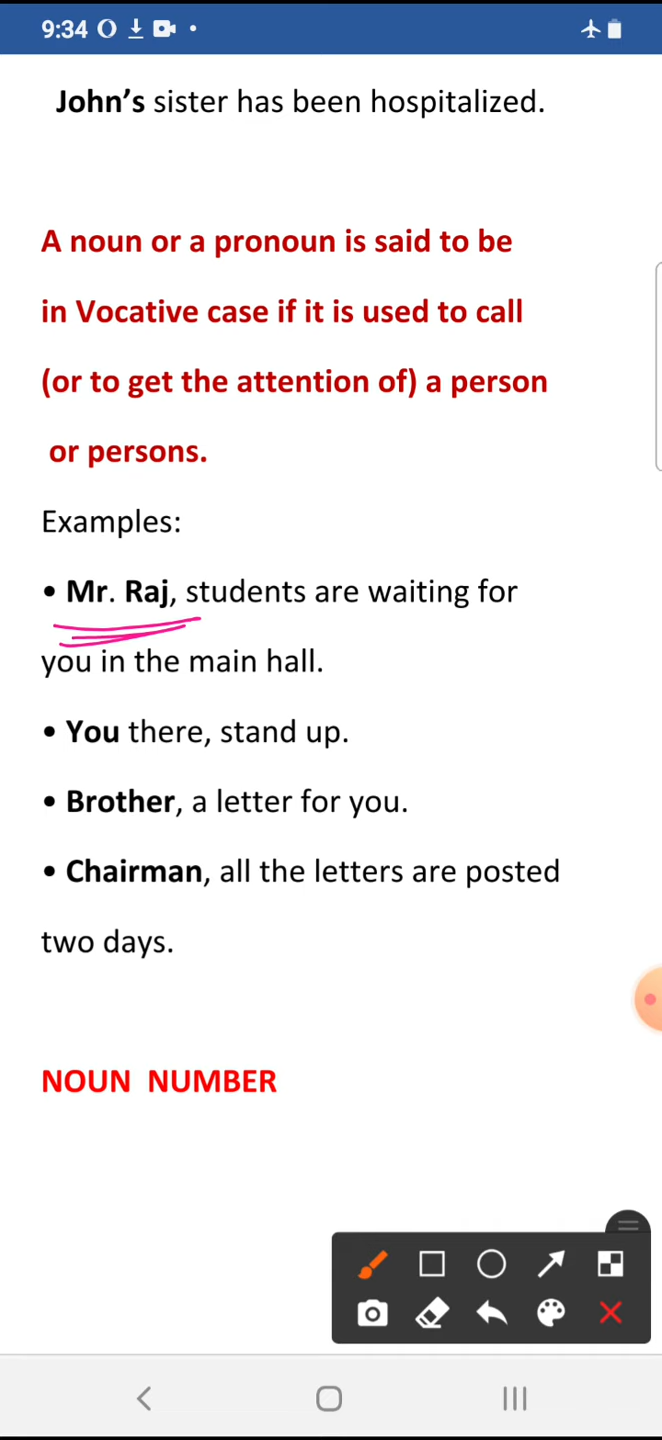 9:34
John’s sister has been hospitalized.
A noun or a pronoun is said to be
in Vocative case if it is used to call
(or to get the attention of) a person
or persons.
Examples:
• Mr. Raj, students are waiting for
you in the main hall.
• You there, stand up.
• Brother, a letter for you.
• Chairman, all the letters are posted
two days.
NOUN NUMBER